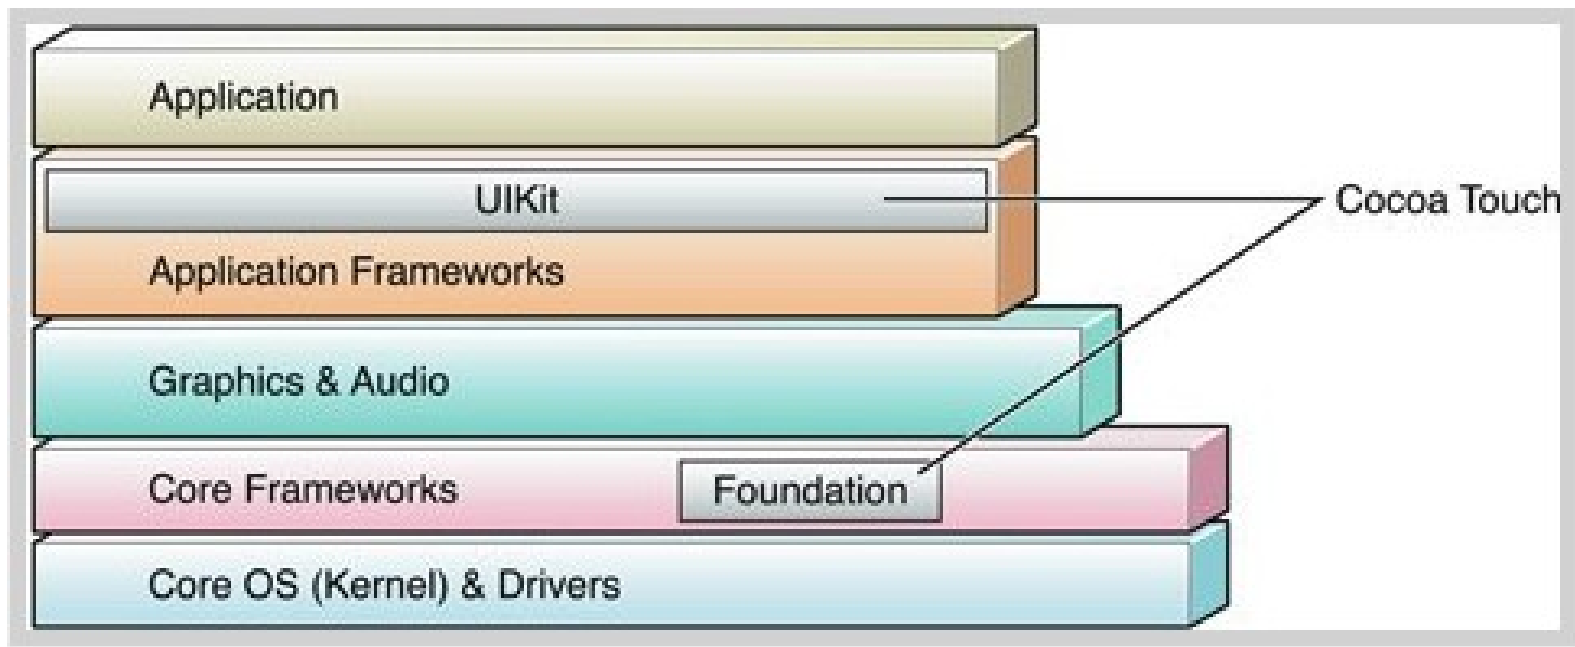 Application
UIKit
Cocoa Touch
Application Frameworks
Graphics & Audio
Core Frameworks
Foundation
Core OS (Kernel) & Drivers